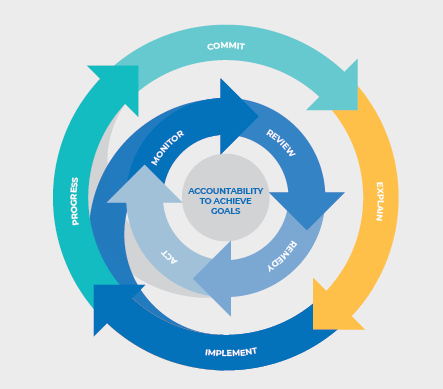 COMMIT
EXPLAIN
IMPLEMENT
PROGRESS
MONITOR
REVIEW
REMEDY
ACT
ACCOUNTABILITY
TO ACHIEVE
GOALS